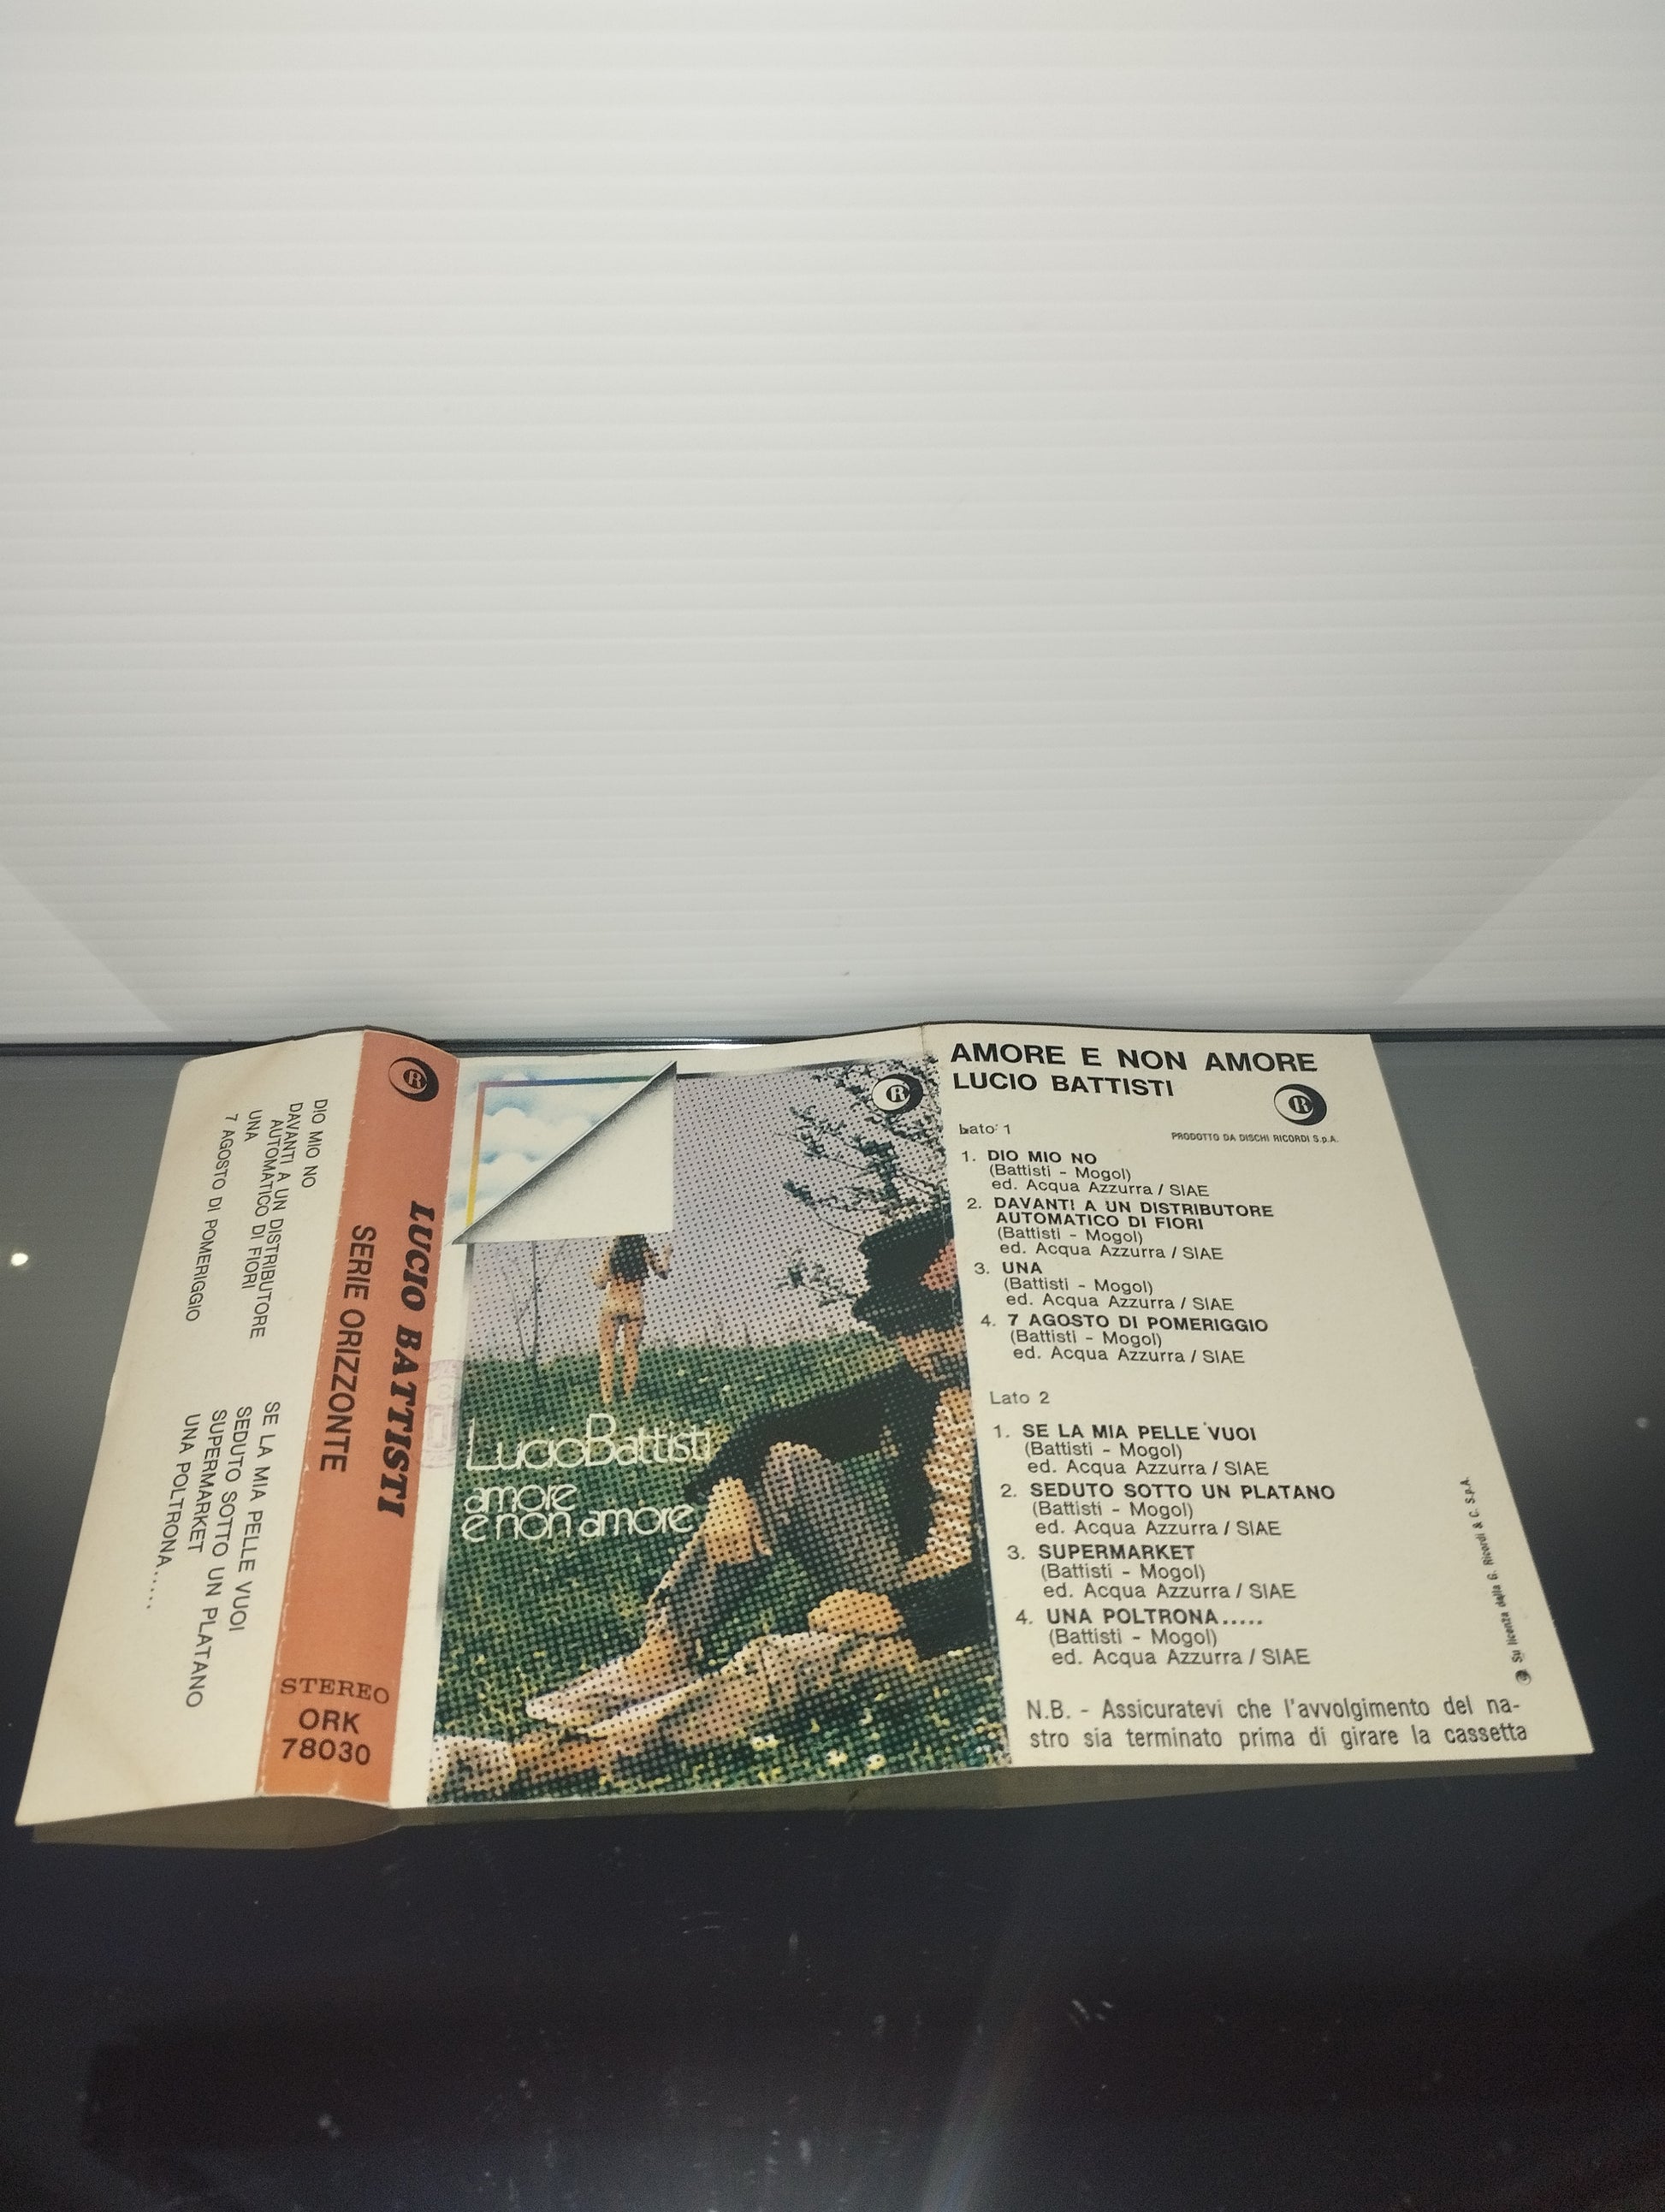 DIO MIO NO
DAVANTI A UN DISTRIBUTORE
AUTOMATICO DI FIORI
UNA
7 AGOSTO DI POMERIGGIO
SE LA MIA PELLE VUOI
SEDUTO SOTTO UN PLATANO
SUPERMARKET
UNA POLTRONA.....
R
LUCIO BATTISTI
SERIE ORIZZONTE
STEREO
ORK
78030
R
LucioBattisti
amore
e non amore
AMORE E NON AMORE
LUCIO BATTISTI
R
PRODOTTO DA DISCHI RICORDI S.p.A.
Lato 1
1. DIO MIO NO
(Battisti - Mogol)
ed. Acqua Azzurra / SIAE
2. DAVANTI A UN DISTRIBUTORE
AUTOMATICO DI FIORI
(Battisti - Mogol)
ed. Acqua Azzurra / SIAE
3. UNA
(Battisti - Mogol)
ed. Acqua Azzurra / SIAE
4. 7 AGOSTO DI POMERIGGIO
(Battisti - Mogol)
ed. Acqua Azzurra / SIAE
Lato 2
1. SE LA MIA PELLE VUOI
(Battisti - Mogol)
ed. Acqua Azzurra / SIAE
2. SEDUTO SOTTO UN PLATANO
(Battisti - Mogol)
ed. Acqua Azzurra / SIAE
3. SUPERMARKET
(Battisti - Mogol)
ed. Acqua Azzurra / SIAE
4. UNA POLTRONA.....
(Battisti - Mogol)
ed. Acqua Azzurra / SIAE
N.B. - Assicuratevi che l'avvolgimento del na-
stro sia terminato prima di girare la cassetta
Su licenza della G. Ricordi & C. S.p.A.